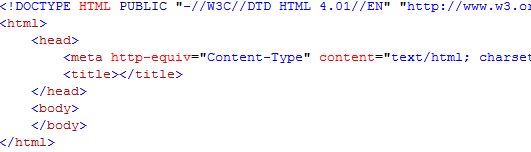 <!DOCTYPE HTML PUBLIC "-//W3C//DTD HTML 4.01//EN" "http://www.w3.or
<html>
<head>
<meta http-equiv="Content-Type" content="text/html; charset
<title></title>
</head>
<body>
</body>
</html>